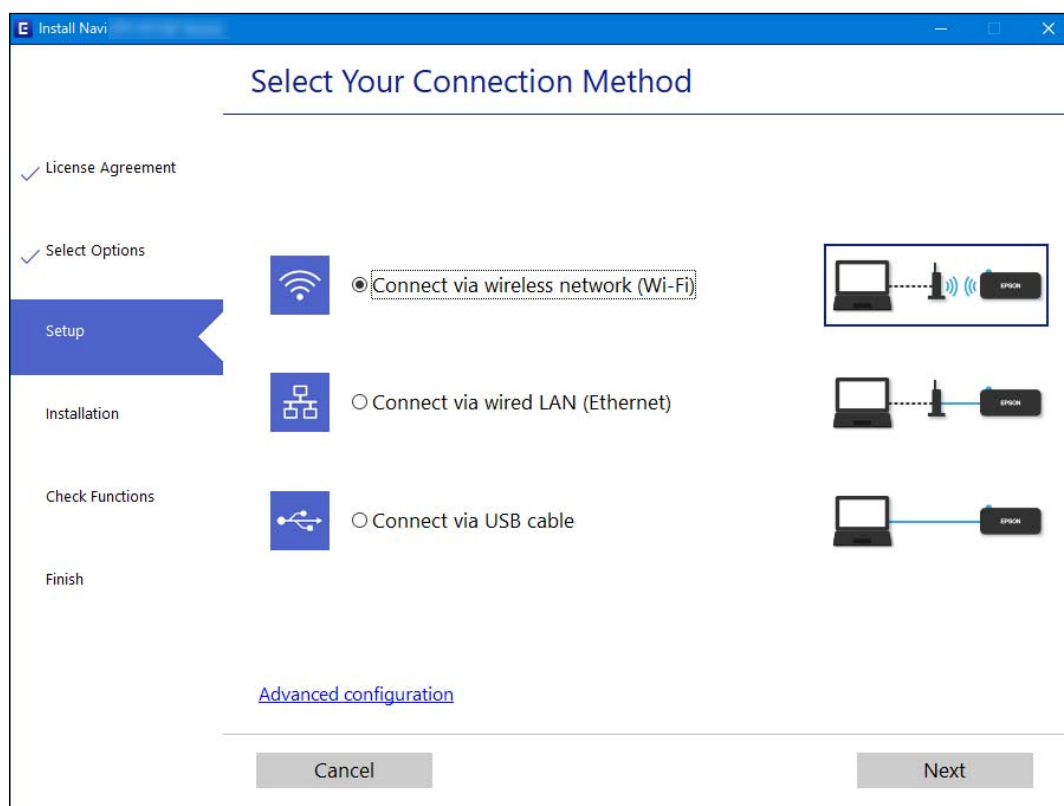 Install Navi
Select Your Connection Method
License Agreement
Select Options
Setup
Installation
Check Functions
Finish
Connect via wireless network (Wi-Fi)
EPSON
Connect via wired LAN (Ethernet)
EPSON
Connect via USB cable
EPSON
Advanced configuration
Cancel
Next